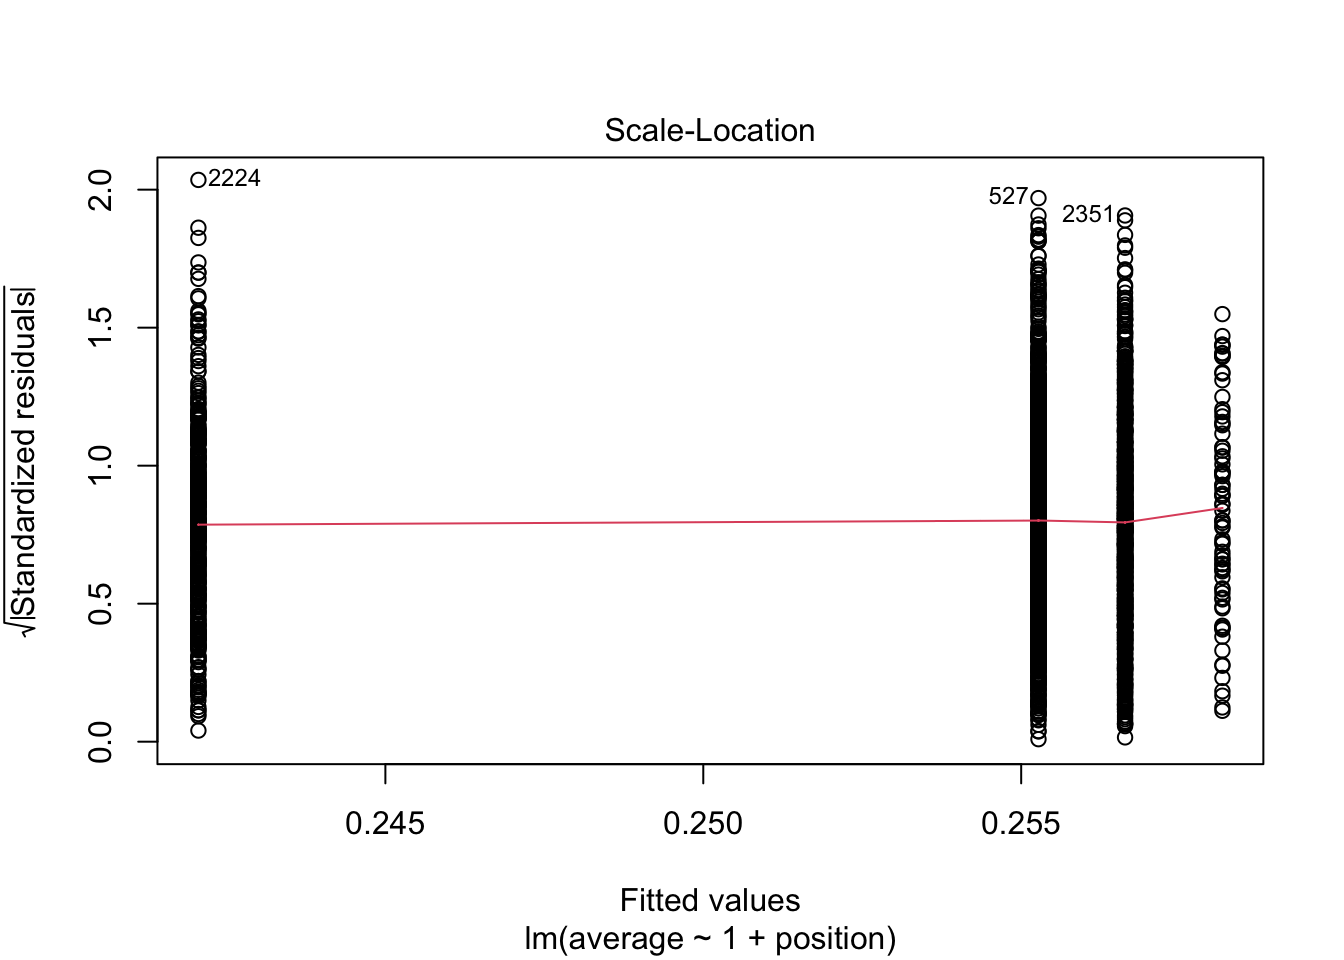 Scale-Location
√|Standardized residuals|
2.0
1.5
1.0
0.5
0.0
2224
527
2351
0.245 0.250 0.255
Fitted values
lm(average ~ 1 + position)